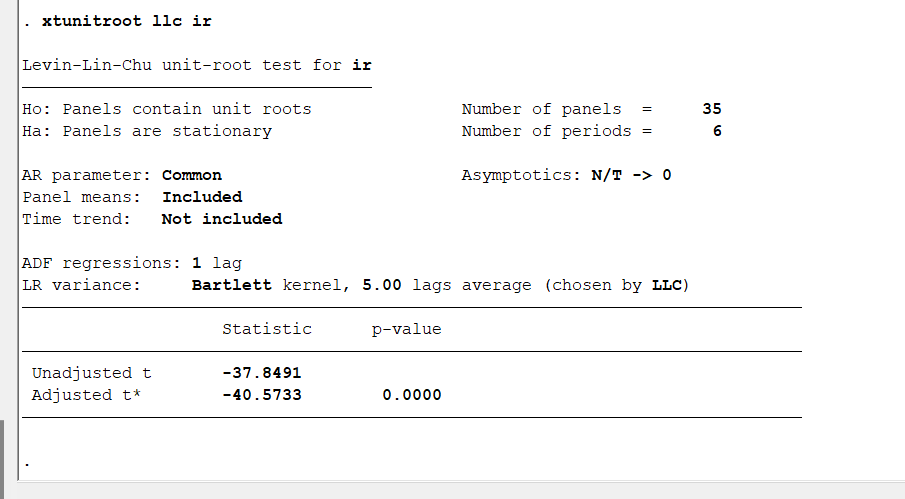 . xtunitroot llc ir
Levin-Lin-Chu unit-root test for ir
Ho: Panels contain unit roots Number of panels = 35
Ha: Panels are stationary Number of periods = 6
AR parameter: Common Asymptotics: N/T -> 0
Panel means: Included
Time trend: Not included
ADF regressions: 1 lag
LR variance: Bartlett kernel, 5.00 lags average (chosen by LLC)
Statistic p-value
Unadjusted t -37.8491
Adjusted t* -40.5733 0.0000
.